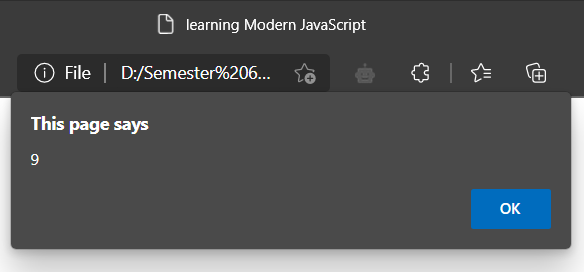 learning Modern JavaScript
File D:/Semester%206...
This page says
9
OK